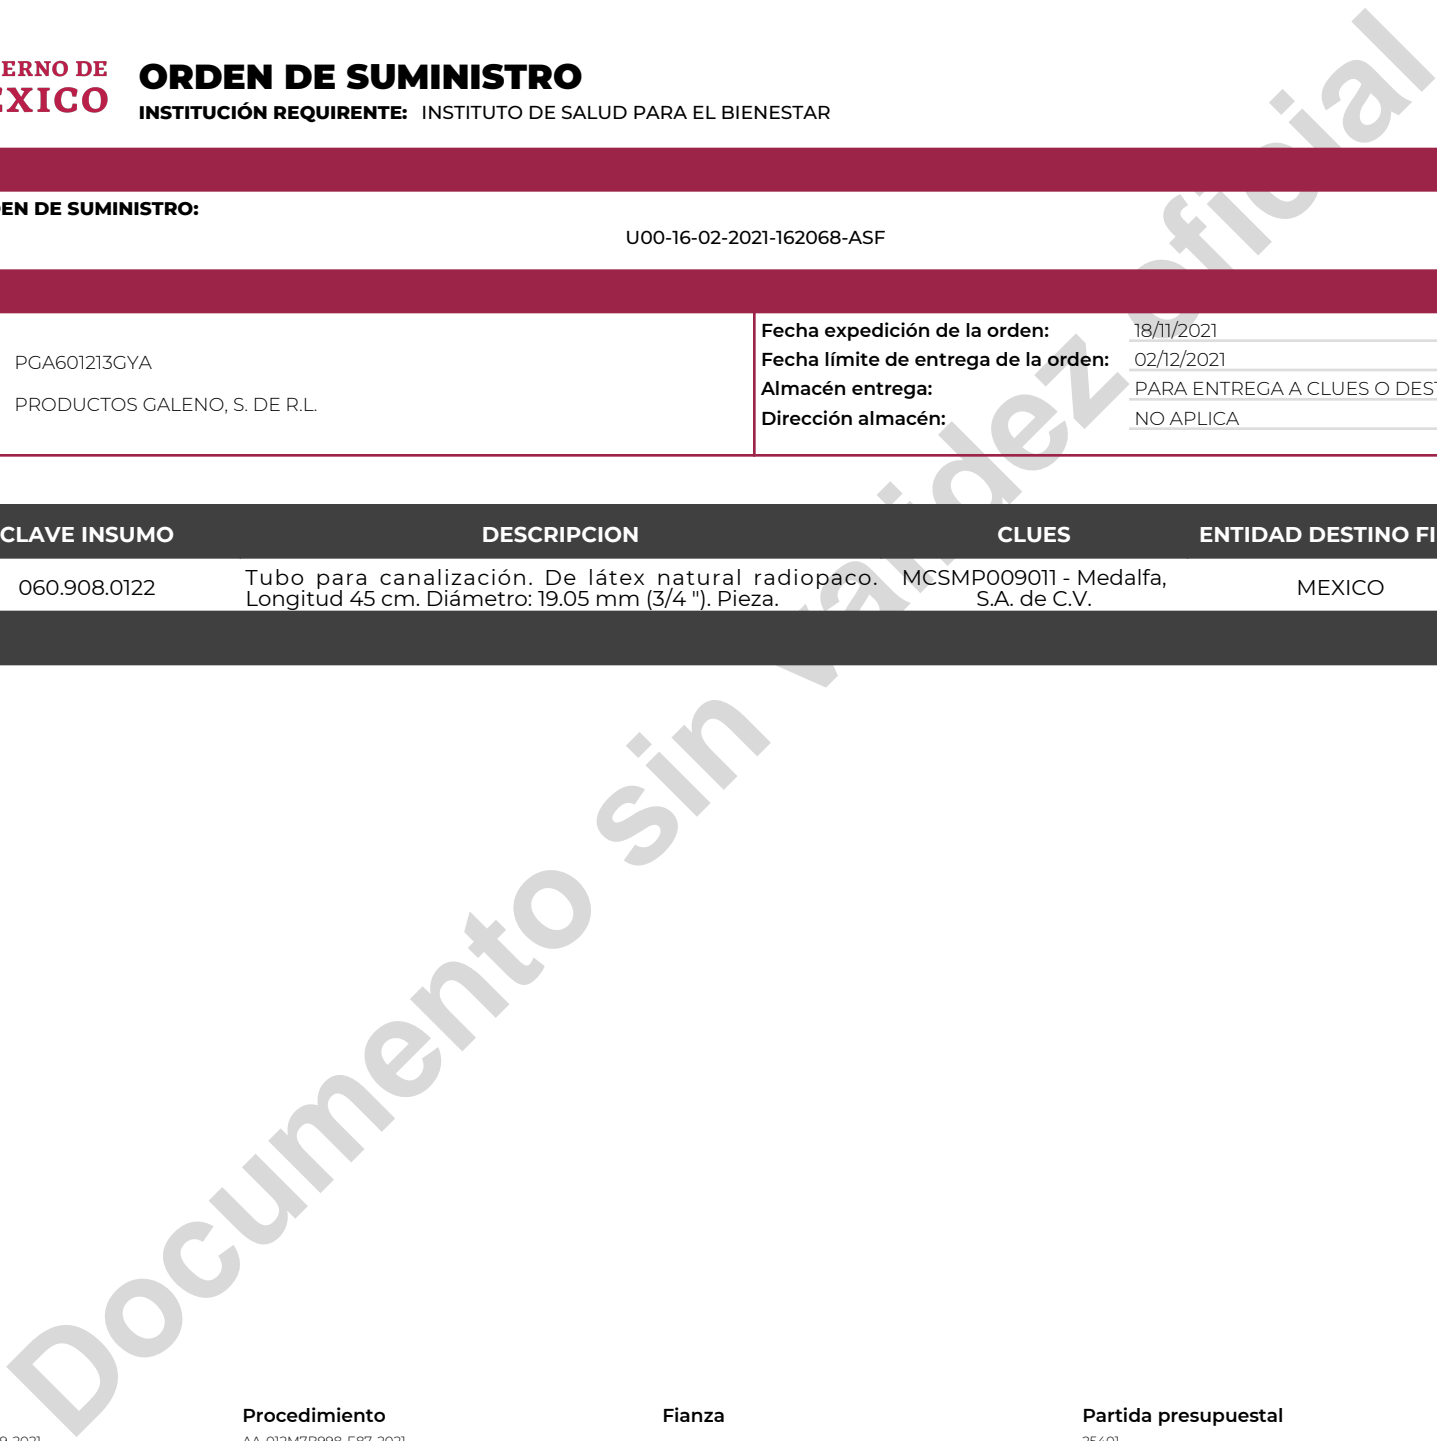 ERNO DE
EXICO
ORDEN DE SUMINISTRO
INSTITUCIÓN REQUIRENTE: INSTITUTO DE SALUD PARA EL BIENESTAR
EN DE SUMINISTRO:
U00-16-02-2021-162068-ASF
PGA601213GYA
PRODUCTOS GALENO, S. DE R.L.
Fecha expedición de la orden: 18/11/2021
Fecha límite de entrega de la orden: 02/12/2021
Almacén entrega: PARA ENTREGA A CLUES O DEST
Dirección almacén: NO APLICA
CLAVE INSUMO DESCRIPCION CLUES ENTIDAD DESTINO FI
060.908.0122 Tubo para canalización. De látex natural radiopaco. MCSMP009011 - Medalfa, MEXICO
Longitud 45 cm. Diámetro: 19.05 mm (3/4 "). Pieza. S.A. de C.V.
Documento sin validez oficial
Procedimiento Fianza Partida presupuestal